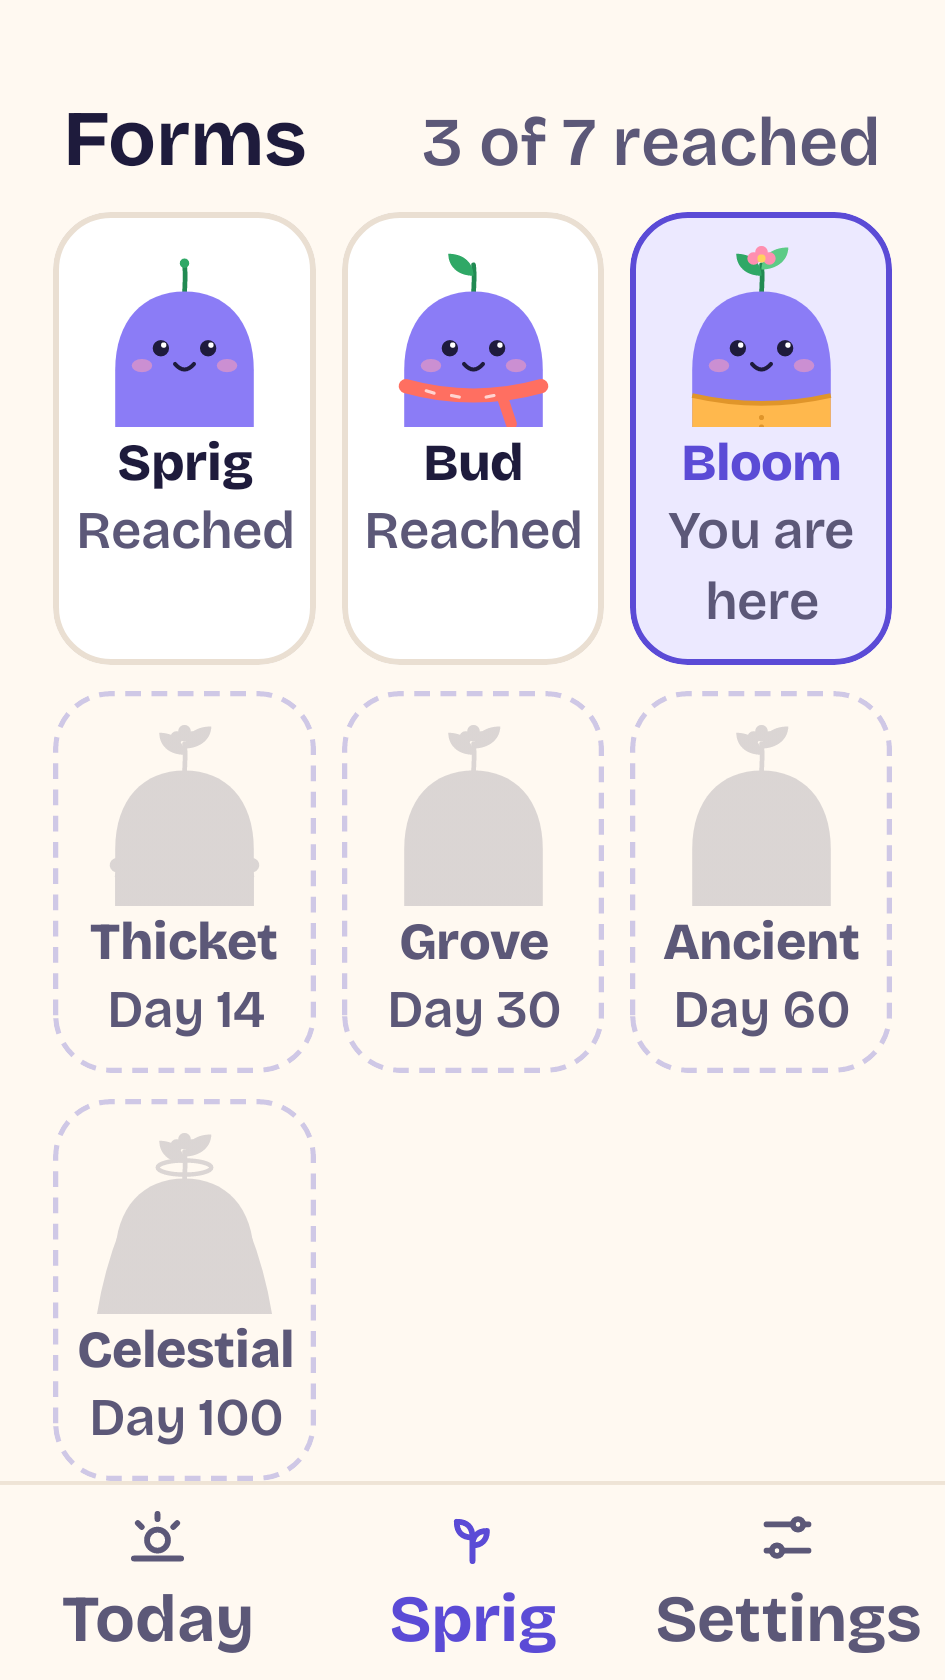 Forms
3 of 7 reached
Sprig
Reached
Bud
Reached
Bloom
You are
here
Thicket
Day 14
Grove
Day 30
Ancient
Day 60
Celestial
Day 100
Today
Sprig
Settings